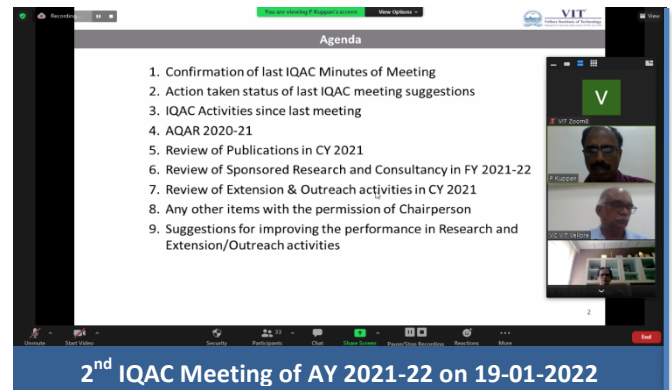 Recording...
You are viewing P Kuppan's screen
View Options
VIT
Vellore Institute of Technology
View
Agenda
1. Confirmation of last IQAC Minutes of Meeting
2. Action taken status of last IQAC meeting suggestions
3. IQAC Activities since last meeting
4. AQAR 2020-21
5. Review of Publications in CY 2021
6. Review of Sponsored Research and Consultancy in FY 2021-22
7. Review of Extension & Outreach activities in CY 2021
8. Any other items with the permission of Chairperson
9. Suggestions for improving the performance in Research and
Extension/Outreach activities
V
VIT Zoom8
P Kuppan
VC VIT Vellore
2
Unmute
Start Video
Security
33
Participants
Chat
Share Screen
Pause/Stop Recording
Reactions
More
End
2nd IQAC Meeting of AY 2021-22 on 19-01-2022